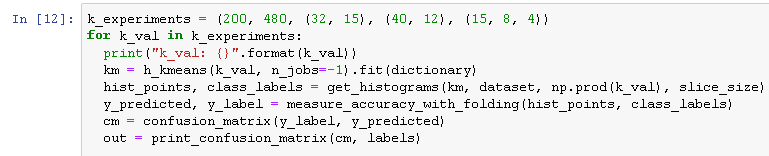 In [12]: k_experiments = (200, 480, (32, 15), (40, 12), (15, 8, 4))
for k_val in k_experiments:
  print("k_val: {}".format(k_val))
  km = h_kmeans(k_val, n_jobs=-1).fit(dictionary)
  hist_points, class_labels = get_histograms(km, dataset, np.prod(k_val), slice_size)
  y_predicted, y_label = measure_accuracy_with_folding(hist_points, class_labels)
  cm = confusion_matrix(y_label, y_predicted)
  out = print_confusion_matrix(cm, labels)